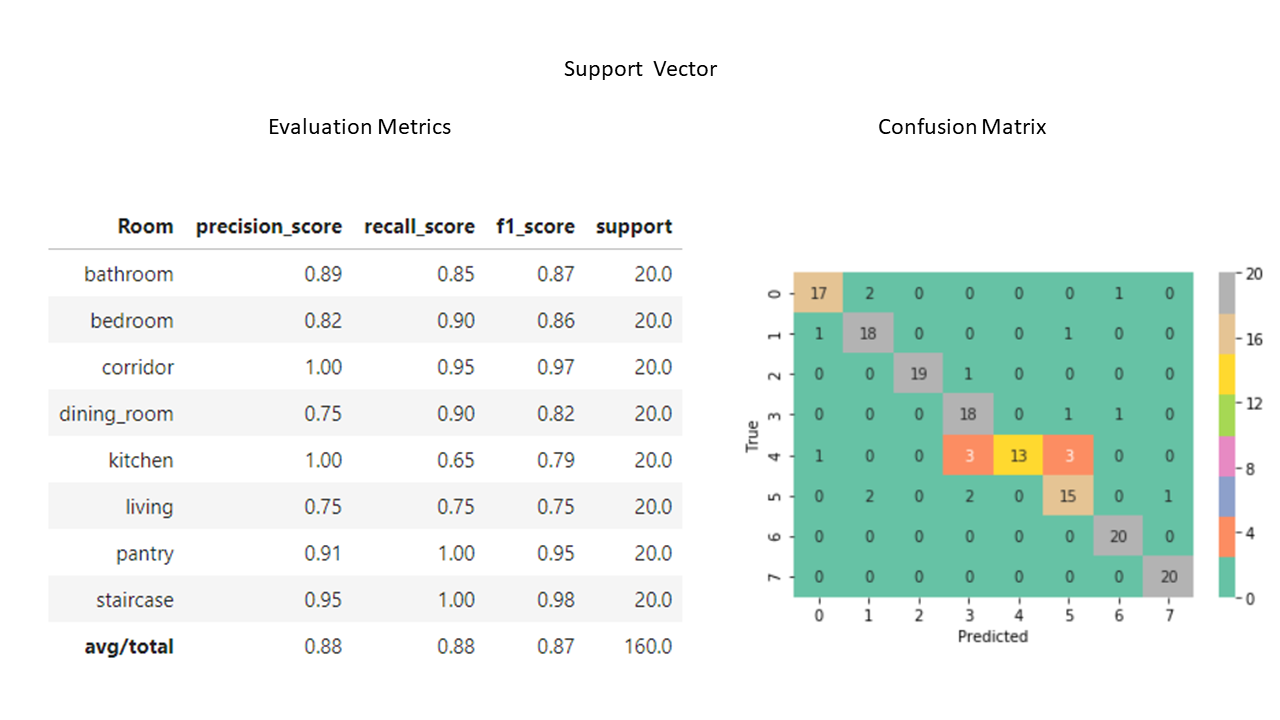 Support Vector
Evaluation Metrics
Confusion Matrix
Room precision_score recall_score f1_score support
bathroom 0.89 0.85 0.87 20.0
bedroom 0.82 0.90 0.86 20.0
corridor 1.00 0.95 0.97 20.0
dining_room 0.75 0.90 0.82 20.0
kitchen 1.00 0.65 0.79 20.0
living 0.75 0.75 0.75 20.0
pantry 0.91 1.00 0.95 20.0
staircase 0.95 1.00 0.98 20.0
avg/total 0.88 0.88 0.87 160.0
True
0 17 2 0 0 0 0 1 0
1 1 18 0 0 0 1 0 0
2 0 0 19 1 0 0 0 0
3 0 0 0 18 0 1 1 0
4 1 0 0 3 13 3 0 0
5 0 2 0 2 0 15 0 1
6 0 0 0 0 0 0 20 0
7 0 0 0 0 0 0 0 20
0 1 2 3 4 5 6 7
Predicted
20
16
12
8
4
0